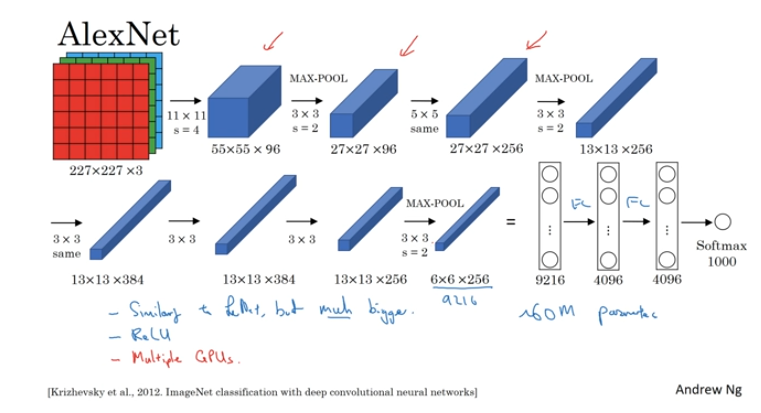 AlexNet
MAX-POOL
MAX-POOL
11 × 11
s = 4
3 × 3
s = 2
5 × 5
same
3 × 3
s = 2
55×55 × 96
27×27 ×96
27×27 ×256
13×13 ×256
227×227 ×3
MAX-POOL
FC
FC
=
3 × 3
same
3 × 3
3 × 3
3 × 3
s = 2
Softmax
1000
13×13 ×384
13×13 ×384
13×13 ×256
6×6 ×256
9216
4096
4096
9216
- Similar to LeNet, but much bigger.
~60M parameters
- ReLU
- Multiple GPUs.
[Krizhevsky et al., 2012. ImageNet classification with deep convolutional neural networks]
Andrew Ng